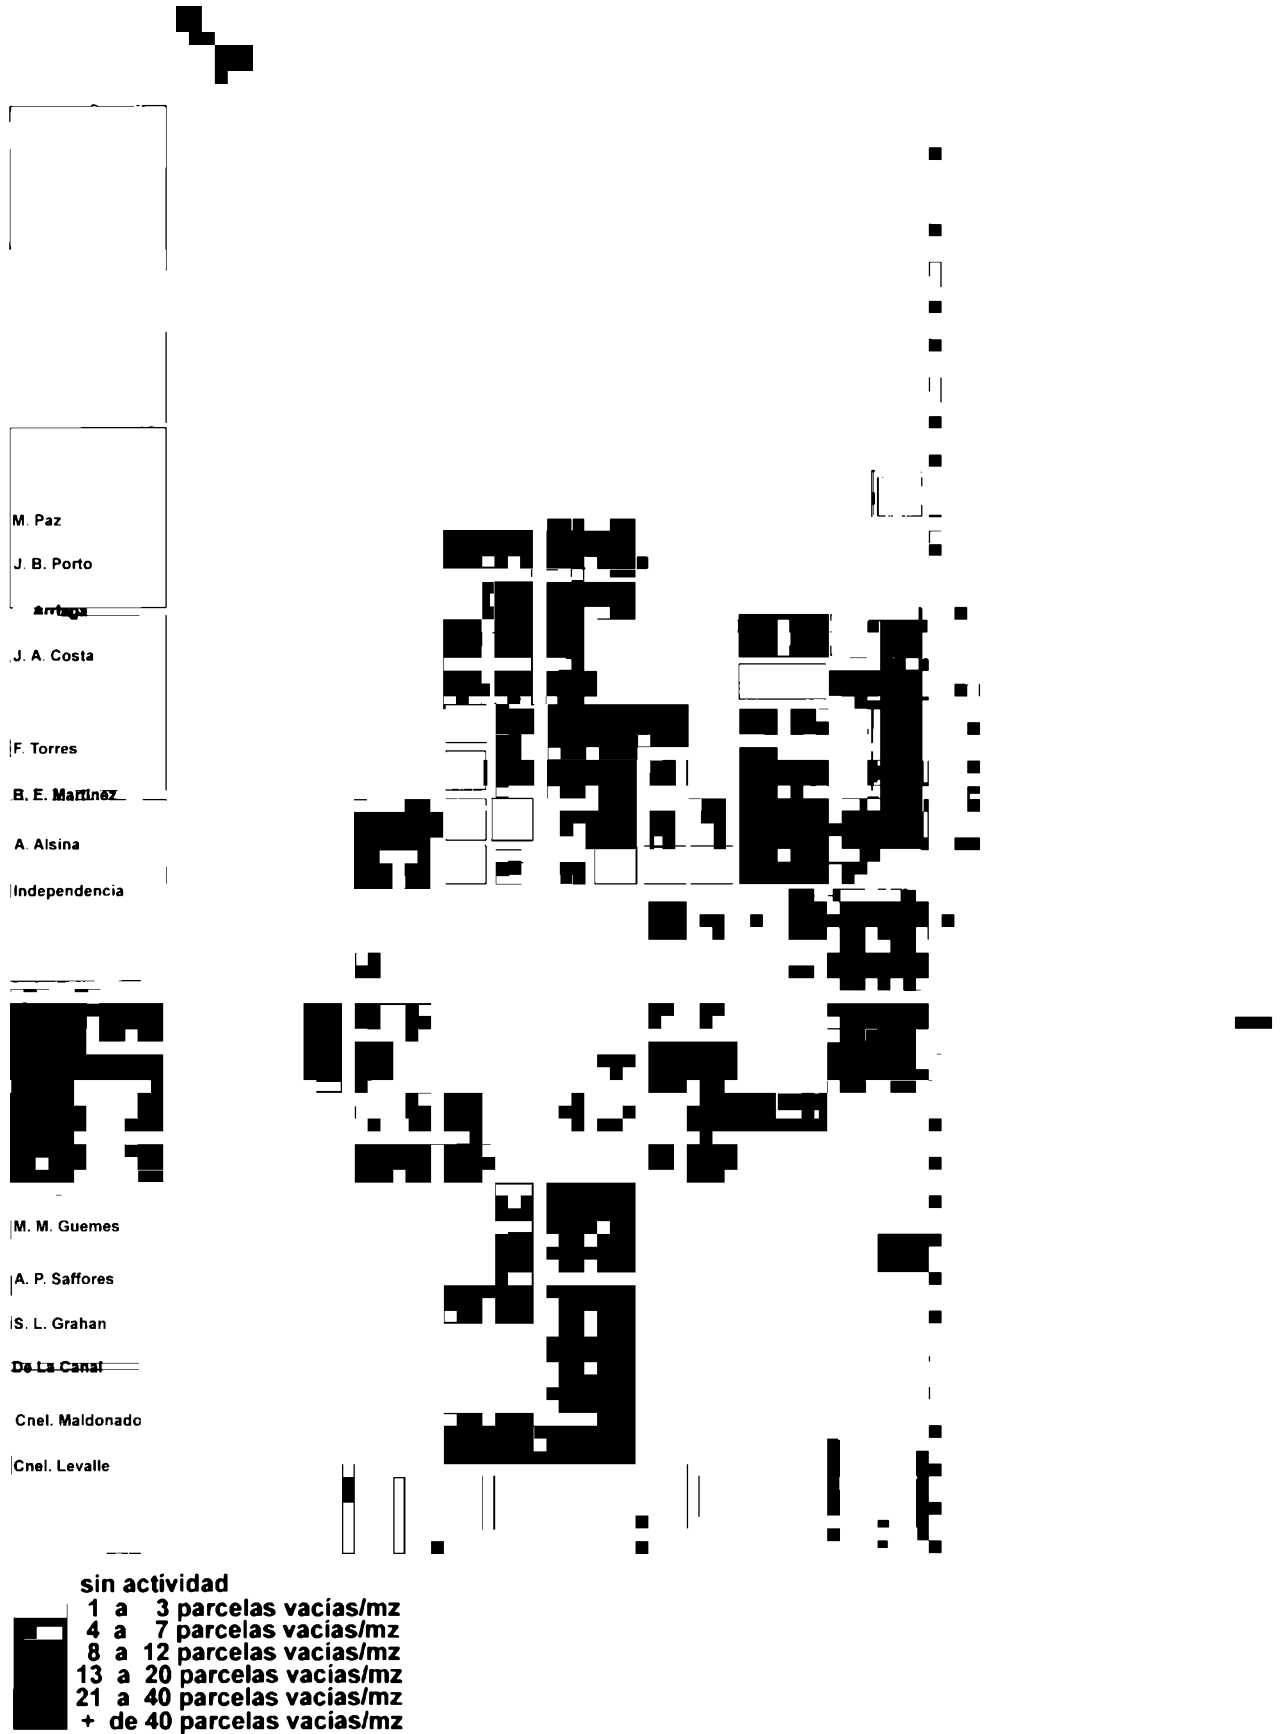 M. Paz
J. B. Porto
Arriaga
J. A. Costa
F. Torres
B. E. Martinez
A. Alsina
Independencia
M. M. Guemes
A. P. Saffores
S. L. Grahan
De La Canal
Cnel. Maldonado
Cnel. Levalle
sin actividad
1 a 3 parcelas vacías/mz
4 a 7 parcelas vacías/mz
8 a 12 parcelas vacías/mz
13 a 20 parcelas vacías/mz
21 a 40 parcelas vacías/mz
+ de 40 parcelas vacías/mz